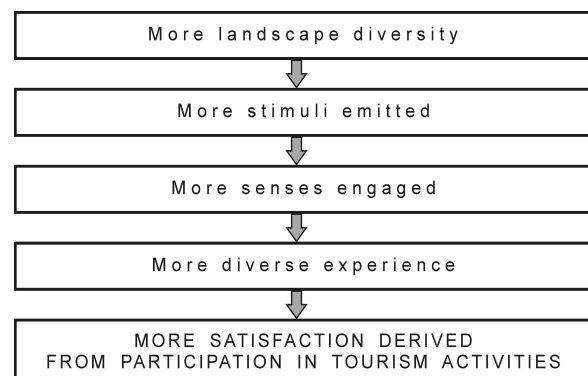 More landscape diversity
More stimuli emitted
More senses engaged
More diverse experience
MORE SATISFACTION DERIVED
FROM PARTICIPATION IN TOURISM ACTIVITIES